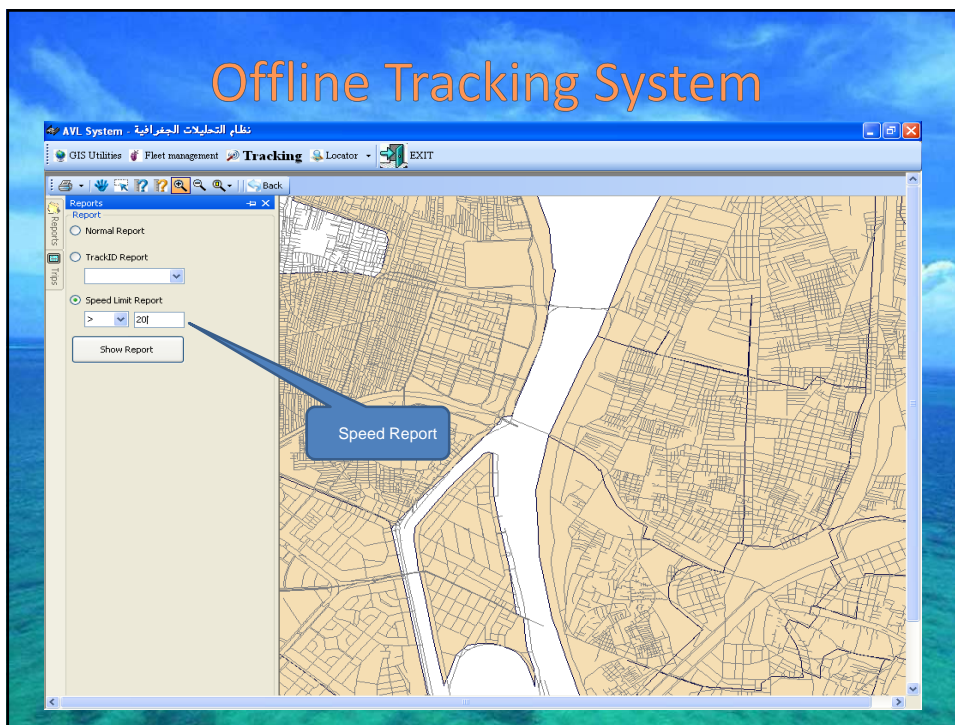 Offline Tracking System
AVL System - نظام التحليلات الجغرافية
GIS Utilities Fleet management Tracking Locator EXIT
Back
Reports
Report
Reports
Trips
Normal Report
TrackID Report
Speed Limit Report
> 20
Show Report
Speed Report